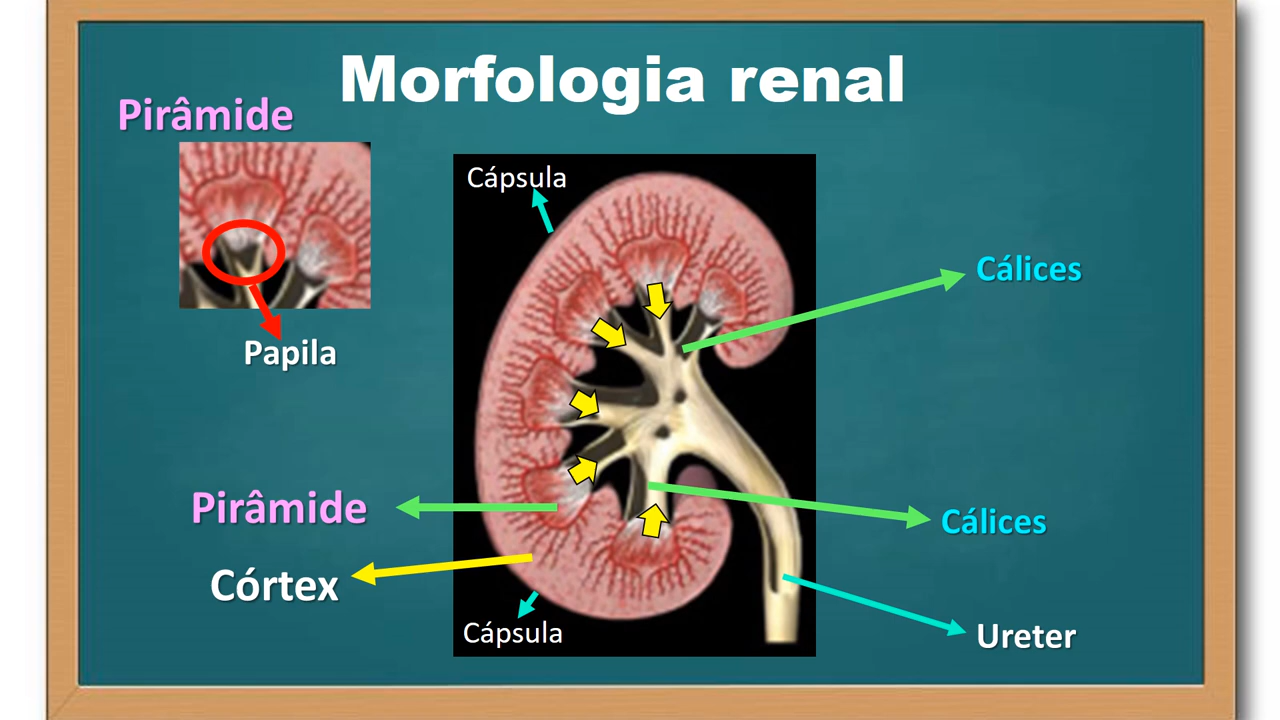 Morfologia renal
Pirâmide
Cápsula
Cálices
Papila
Pirâmide
Cálices
Córtex
Cápsula
Ureter